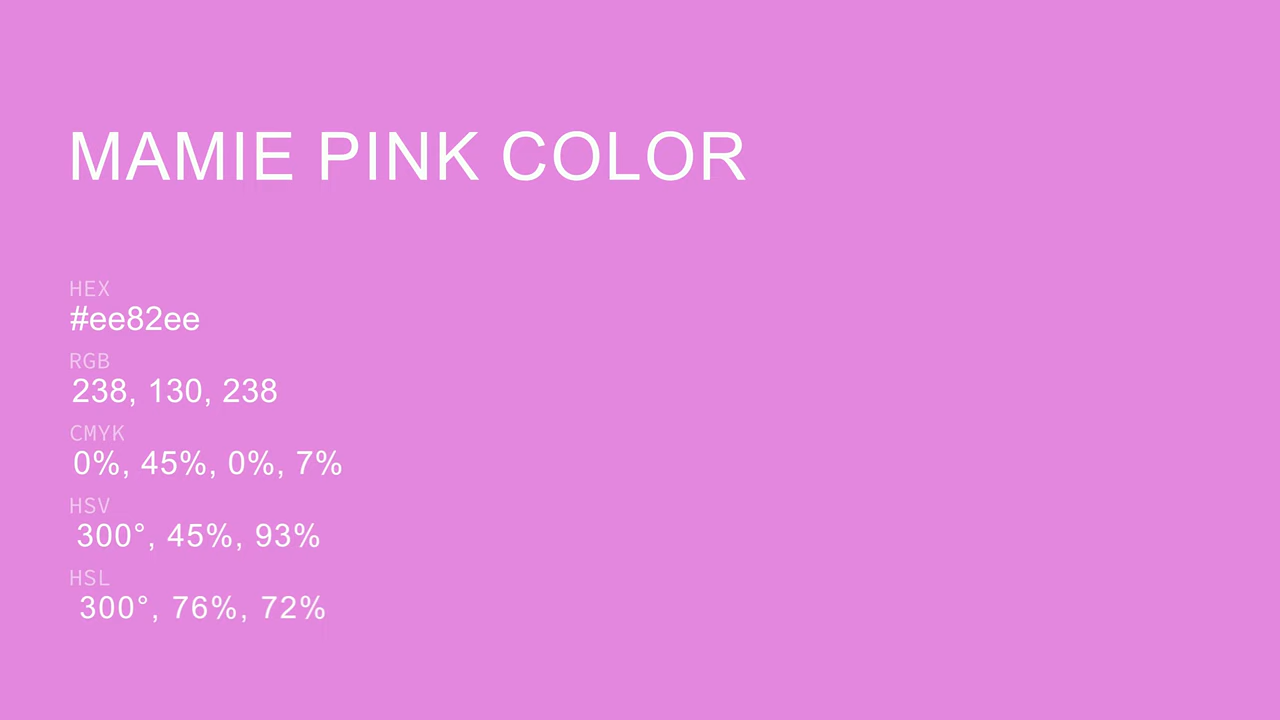 MAMIE PINK COLOR
HEX
#ee82ee
RGB
238, 130, 238
CMYK
0%, 45%, 0%, 7%
HSV
300°, 45%, 93%
HSL
300°, 76%, 72%